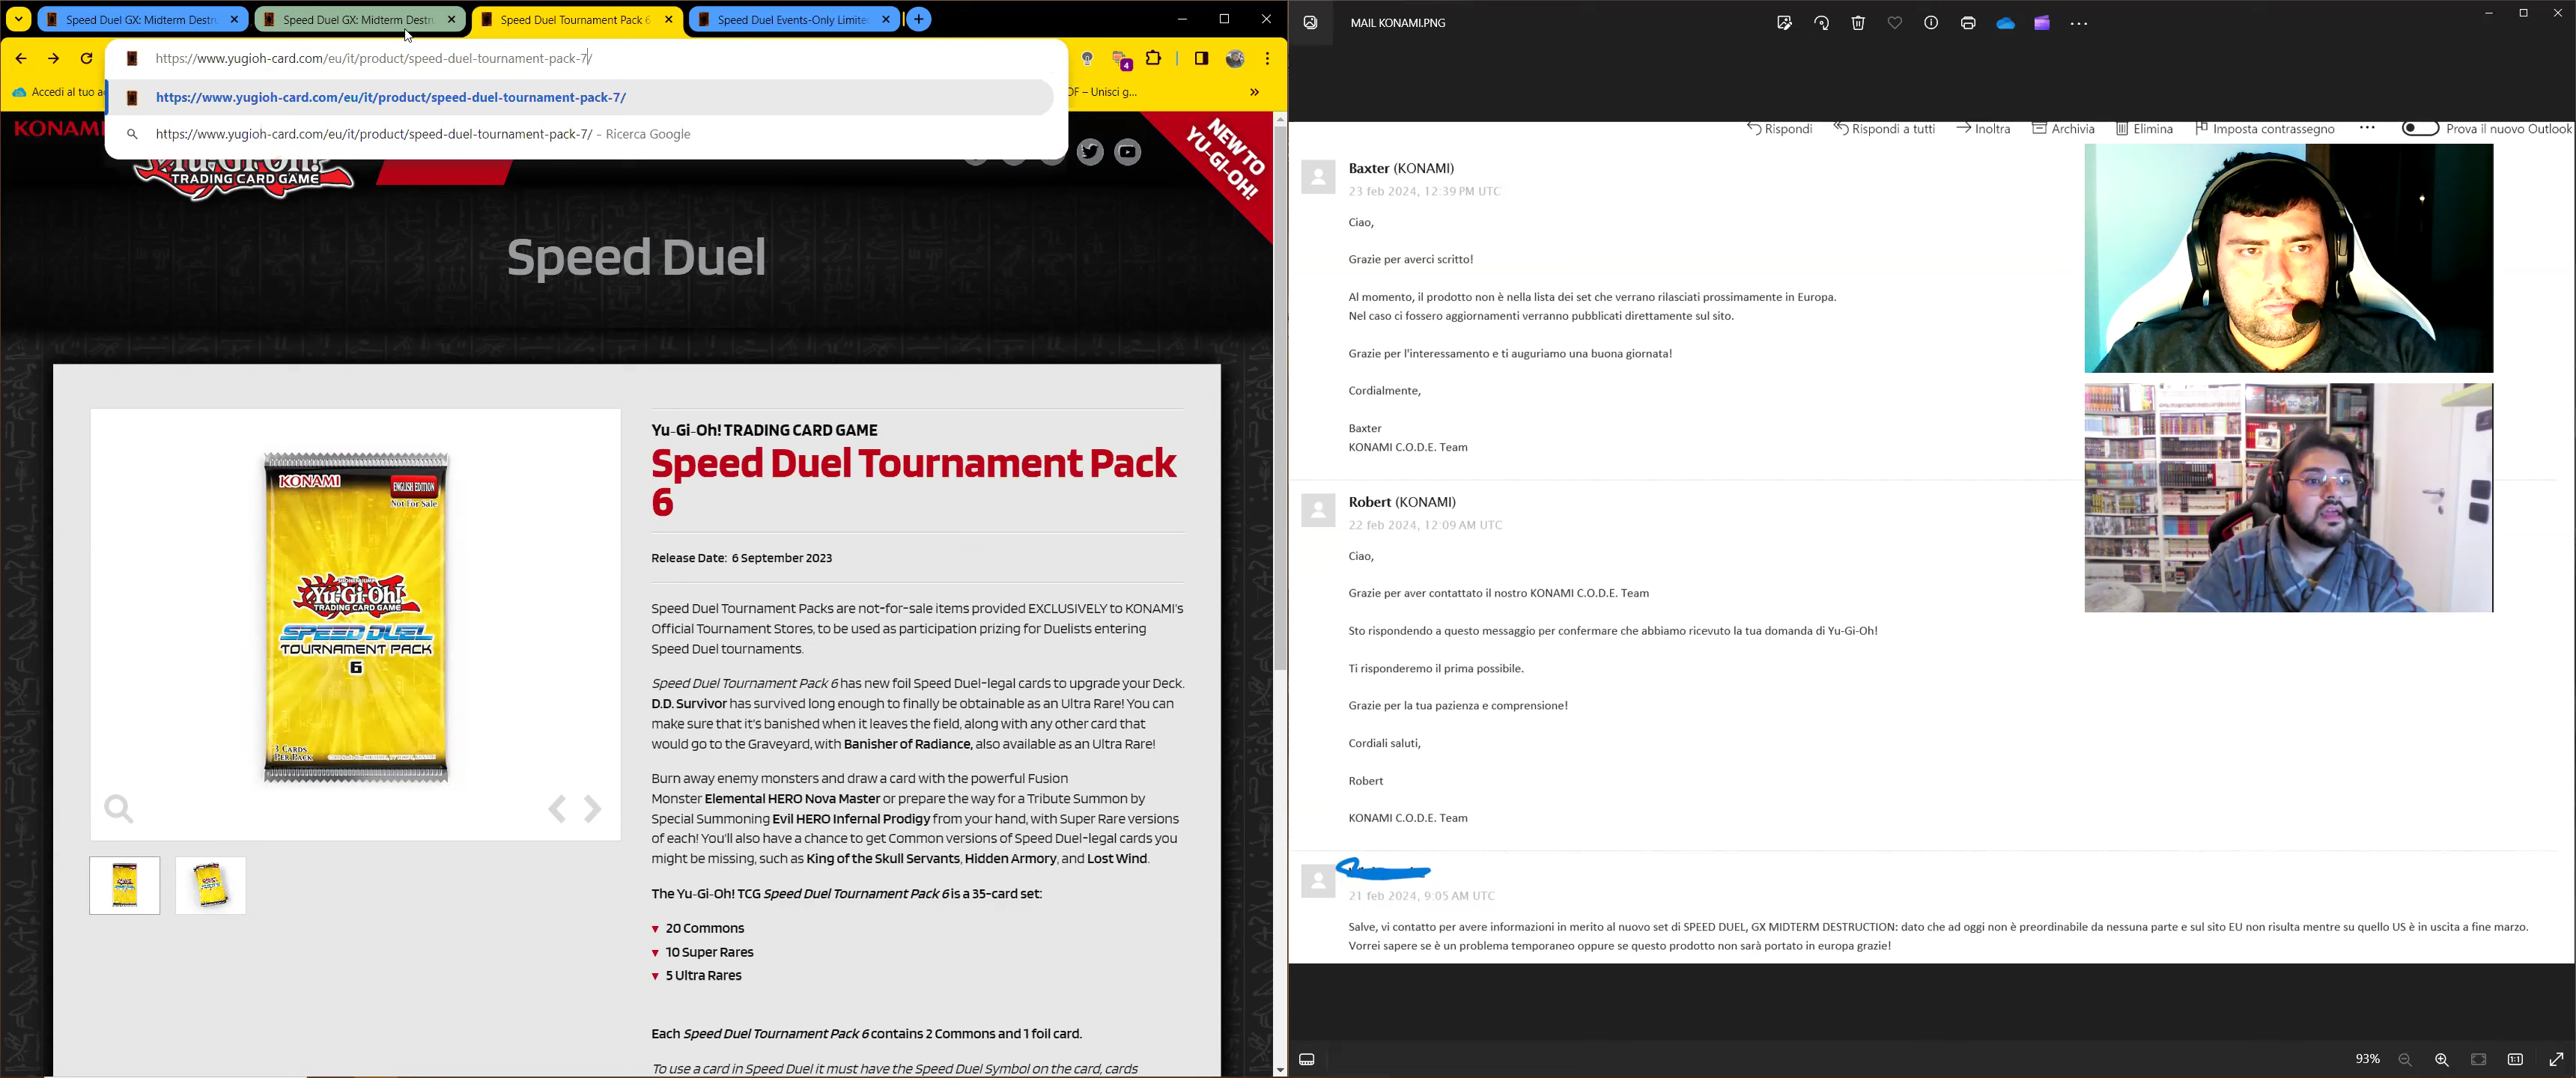 Speed Duel GX: Midterm Destru
Speed Duel GX: Midterm Destru
Speed Duel Tournament Pack 6
Speed Duel Events-Only Limite
https://www.yugioh-card.com/eu/it/product/speed-duel-tournament-pack-7/
4
Accedi al tuo a
https://www.yugioh-card.com/eu/it/product/speed-duel-tournament-pack-7/
DF – Unisci g...
https://www.yugioh-card.com/eu/it/product/speed-duel-tournament-pack-7/ - Ricerca Google
KONAMI
Yu-Gi-Oh!
TRADING CARD GAME
NEW TO
YU-GI-OH!
Speed Duel
KONAMI
ENGLISH EDITION
Not For Sale
Yu-Gi-Oh!
TRADING CARD GAME
SPEED DUEL
TOURNAMENT PACK
6
3 CARDS
PER PACK
Yu-Gi-Oh! TRADING CARD GAME
Speed Duel Tournament Pack
6
Release Date: 6 September 2023
Speed Duel Tournament Packs are not-for-sale items provided EXCLUSIVELY to KONAMI's
Official Tournament Stores, to be used as participation prizing for Duelists entering
Speed Duel tournaments.
Speed Duel Tournament Pack 6 has new foil Speed Duel-legal cards to upgrade your Deck.
D.D. Survivor has survived long enough to finally be obtainable as an Ultra Rare! You can
make sure that it's banished when it leaves the field, along with any other card that
would go to the Graveyard, with Banisher of Radiance, also available as an Ultra Rare!
Burn away enemy monsters and draw a card with the powerful Fusion
Monster Elemental HERO Nova Master or prepare the way for a Tribute Summon by
Special Summoning Evil HERO Infernal Prodigy from your hand, with Super Rare versions
of each! You'll also have a chance to get Common versions of Speed Duel-legal cards you
might be missing, such as King of the Skull Servants, Hidden Armory, and Lost Wind.
The Yu-Gi-Oh! TCG Speed Duel Tournament Pack 6 is a 35-card set:
20 Commons
10 Super Rares
5 Ultra Rares
Each Speed Duel Tournament Pack 6 contains 2 Commons and 1 foil card.
To use a card in Speed Duel it must have the Speed Duel Symbol on the card, cards
MAIL KONAMI.PNG
Rispondi
Rispondi a tutti
Inoltra
Archivia
Elimina
Imposta contrassegno
Prova il nuovo Outlook
Baxter (KONAMI)
23 feb 2024, 12:39 PM UTC
Ciao,
Grazie per averci scritto!
Al momento, il prodotto non è nella lista dei set che verrano rilasciati prossimamente in Europa.
Nel caso ci fossero aggiornamenti verranno pubblicati direttamente sul sito.
Grazie per l'interessamento e ti auguriamo una buona giornata!
Cordialmente,
Baxter
KONAMI C.O.D.E. Team
Robert (KONAMI)
22 feb 2024, 12:09 AM UTC
Ciao,
Grazie per aver contattato il nostro KONAMI C.O.D.E. Team
Sto rispondendo a questo messaggio per confermare che abbiamo ricevuto la tua domanda di Yu-Gi-Oh!
Ti risponderemo il prima possibile.
Grazie per la tua pazienza e comprensione!
Cordiali saluti,
Robert
KONAMI C.O.D.E. Team
21 feb 2024, 9:05 AM UTC
Salve, vi contatto per avere informazioni in merito al nuovo set di SPEED DUEL, GX MIDTERM DESTRUCTION: dato che ad oggi non è preordinabile da nessuna parte e sul sito EU non risulta mentre su quello US è in uscita a fine marzo.
Vorrei sapere se è un problema temporaneo oppure se questo prodotto non sarà portato in europa grazie!
93%
1:1